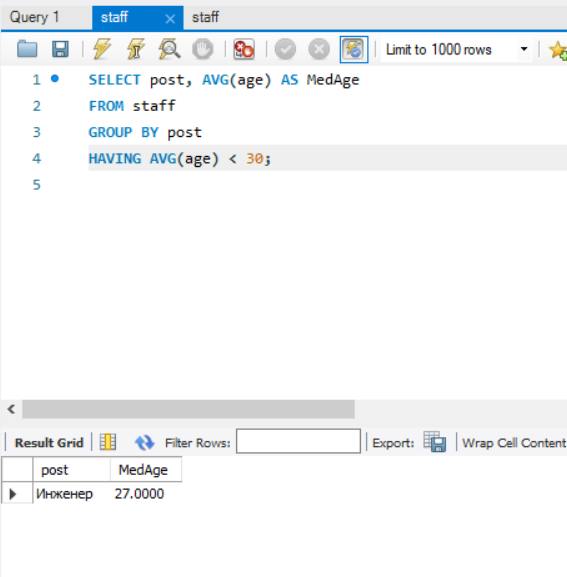 Query 1 staff staff
Limit to 1000 rows
1 SELECT post, AVG(age) AS MedAge
2 FROM staff
3 GROUP BY post
4 HAVING AVG(age) < 30;
5
Result Grid Filter Rows: Export: Wrap Cell Content
post MedAge
Инженер 27.0000